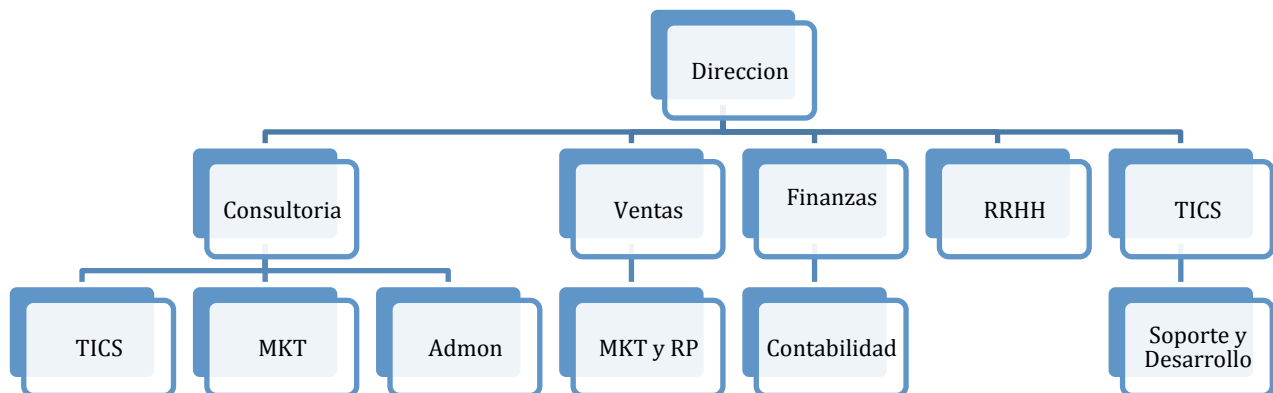 Direccion
Consultoria
Ventas
Finanzas
RRHH
TICS
TICS
MKT
Admon
MKT y RP
Contabilidad
Soporte y
Desarrollo